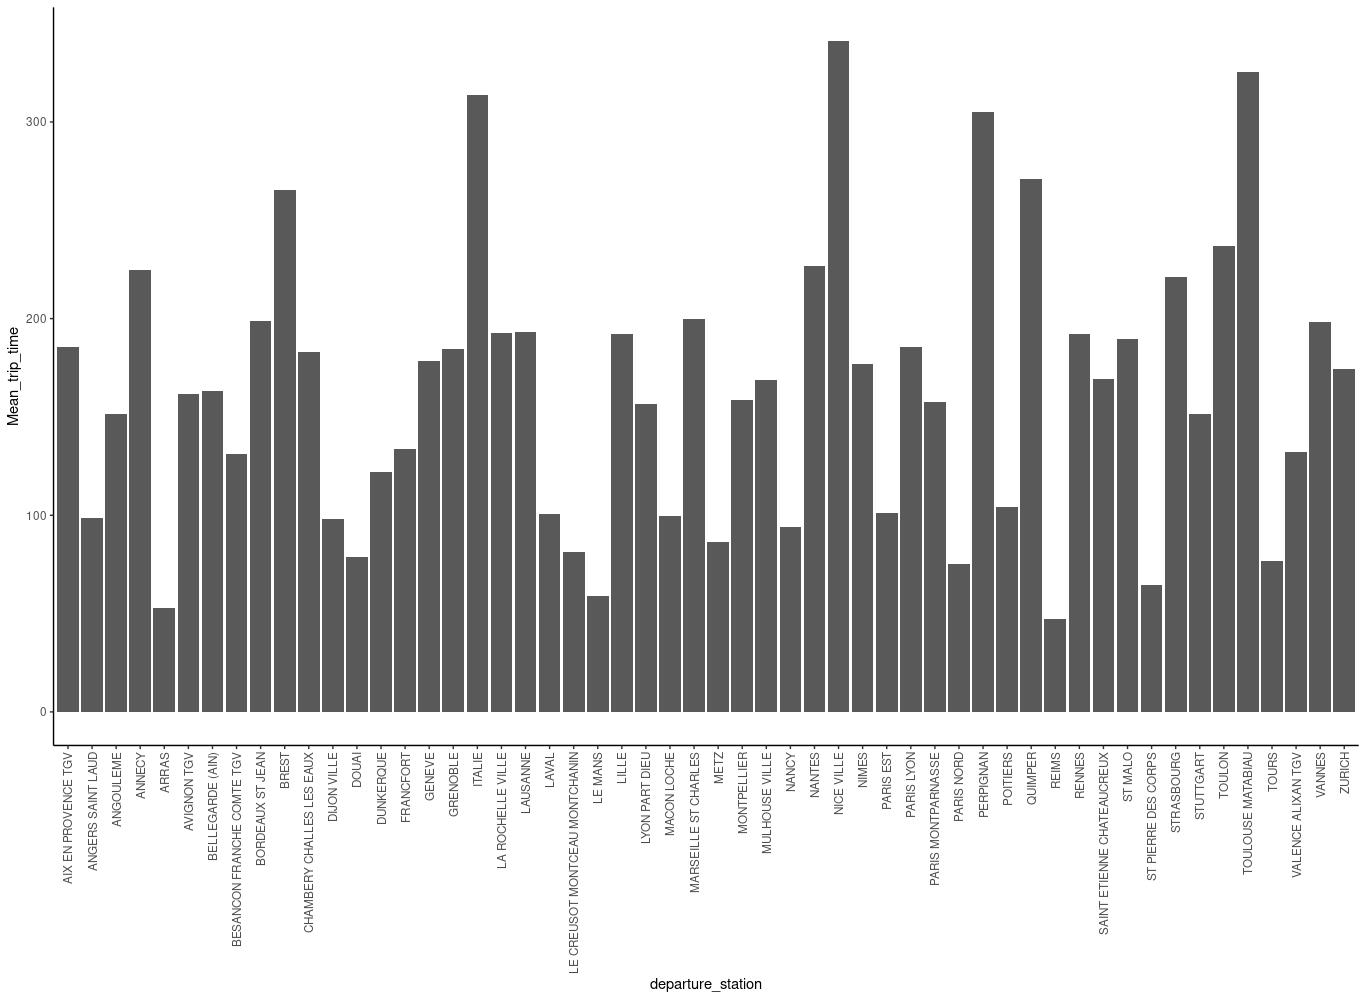 Mean_trip_time
300
200
100
0
AIX EN PROVENCE TGV
ANGERS SAINT LAUD
ANGOULEME
ANNECY
ARRAS
AVIGNON TGV
BELLEGARDE (AIN)
BESANCON FRANCHE COMTE TGV
BORDEAUX ST JEAN
BREST
CHAMBERY CHALLES LES EAUX
DIJON VILLE
DOUAI
DUNKERQUE
FRANCFORT
GENEVE
GRENOBLE
ITALIE
LA ROCHELLE VILLE
LAUSANNE
LAVAL
LE CREUSOT MONTCEAU MONTCHANIN
LE MANS
LILLE
LYON PART DIEU
MACON LOCHE
MARSEILLE ST CHARLES
METZ
MONTPELLIER
MULHOUSE VILLE
NANCY
NANTES
NICE VILLE
NIMES
PARIS EST
PARIS LYON
PARIS MONTPARNASSE
PARIS NORD
PERPIGNAN
POITIERS
QUIMPER
REIMS
RENNES
SAINT ETIENNE CHATEAUCREUX
ST MALO
ST PIERRE DES CORPS
STRASBOURG
STUTTGART
TOULON
TOULOUSE MATABIAU
TOURS
VALENCE ALIXAN TGV
VANNES
ZURICH
departure_station